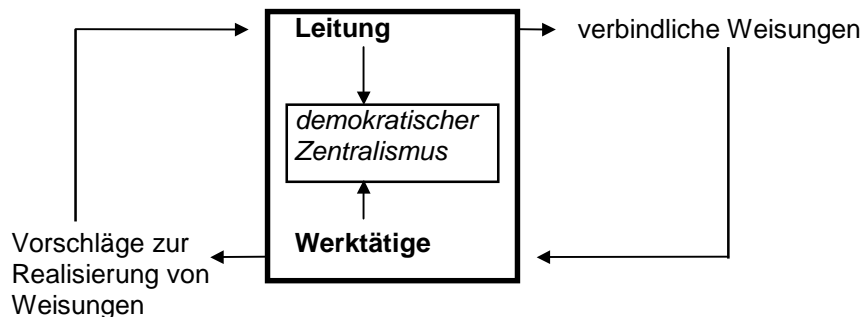 Leitung
verbindliche Weisungen
demokratischer
Zentralismus
Werktätige
Vorschläge zur
Realisierung von
Weisungen